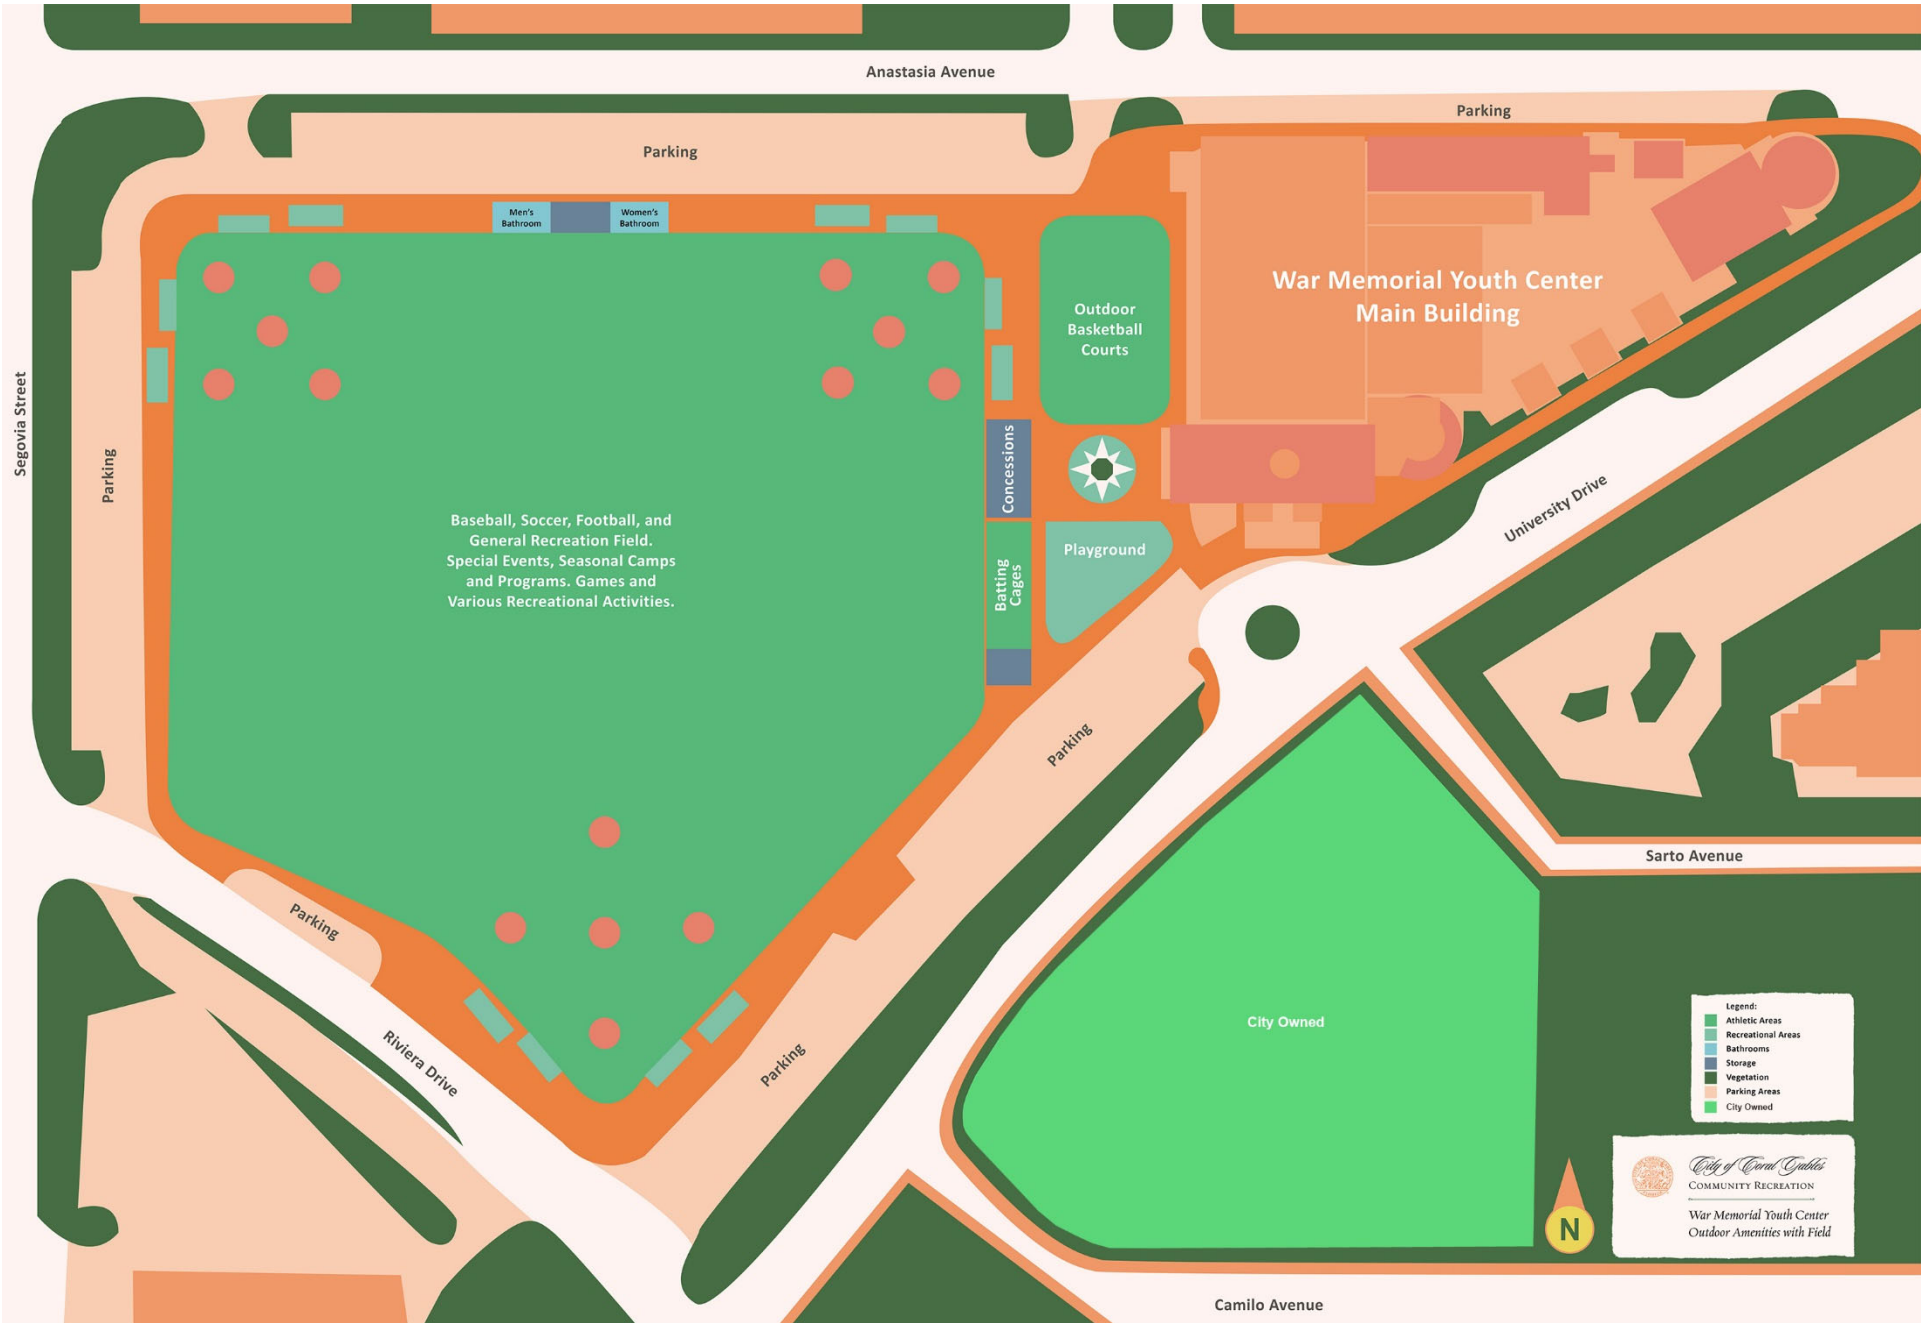 Anastasia Avenue
Parking
Parking
Men's
Bathroom
Women's
Bathroom
Outdoor
Basketball
Courts
War Memorial Youth Center
Main Building
Segovia Street
Parking
Concessions
University Drive
Baseball, Soccer, Football, and
General Recreation Field.
Special Events, Seasonal Camps
and Programs. Games and
Various Recreational Activities.
Playground
Batting
Cages
Parking
Sarto Avenue
Parking
City Owned
Riviera Drive
Parking
Legend:
Athletic Areas
Recreational Areas
Bathrooms
Storage
Vegetation
Parking Areas
City Owned
City of Coral Gables
Community Recreation
War Memorial Youth Center
Outdoor Amenities with Field
N
Camilo Avenue